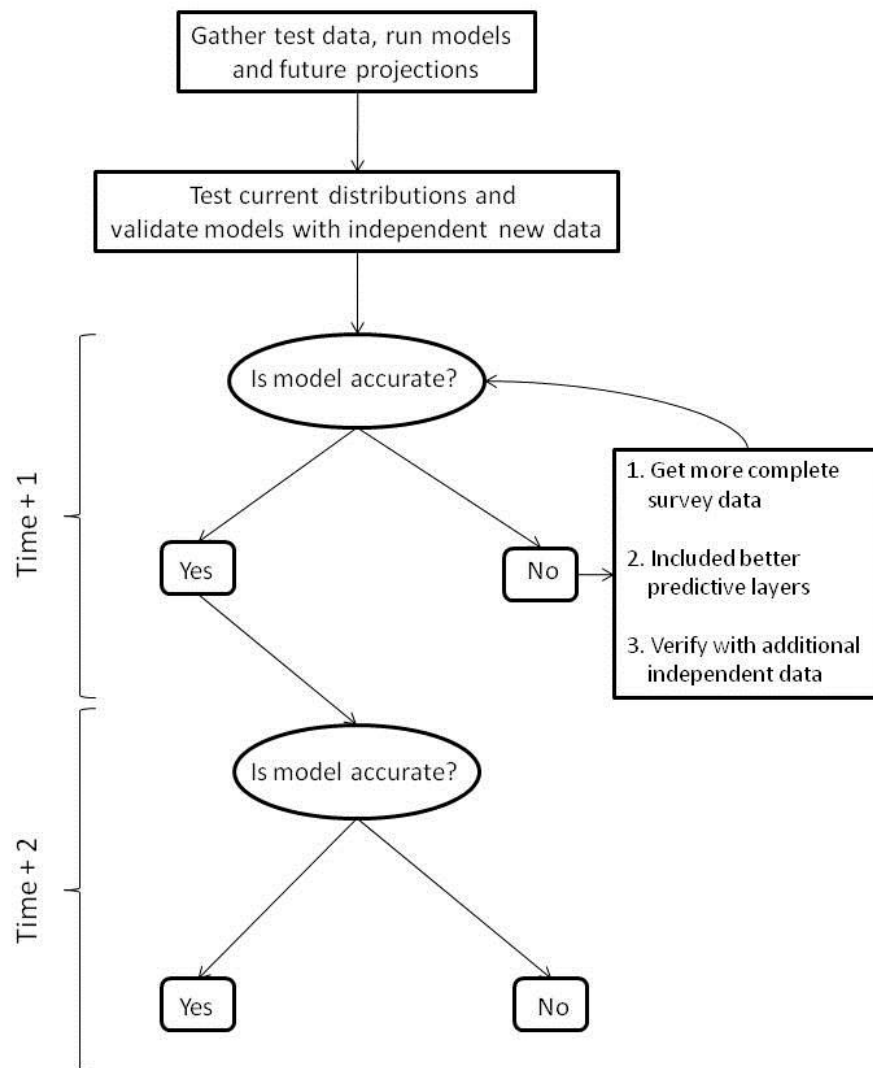 Gather test data, run models
and future projections
Test current distributions and
validate models with independent new data
Time + 1
Is model accurate?
Yes
No
1. Get more complete
survey data
2. Included better
predictive layers
3. Verify with additional
independent data
Time + 2
Is model accurate?
Yes
No